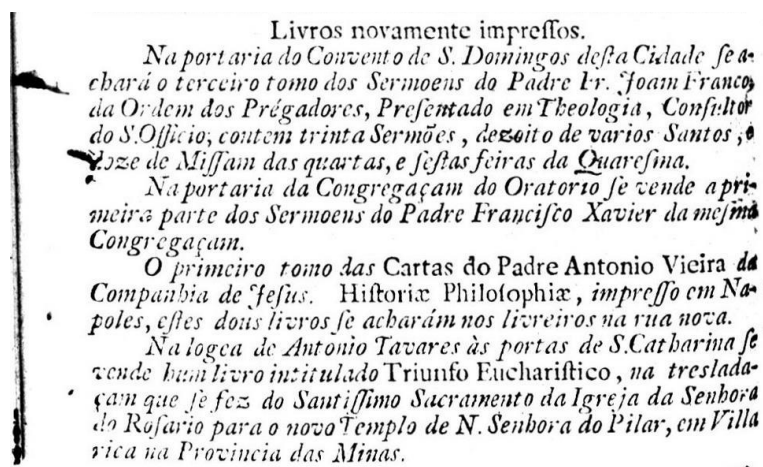 Livros novamente impreſſos.
Na portaria do Convento de S. Domingos deſta Cidade ſe a-
chará o terceiro tomo dos Sermoens do Padre Fr. Joam Franco,
da Ordem dos Prégadores, Preſentado em Theologia, Conſultor
do S. Officio; contem trinta Sermões, dezoito de varios Santos, e
doze de Miſſam das quartas, e ſeſtas feiras da Quareſma.
Na portaria da Congregaçam do Oratorio ſe vende a pri-
meira parte dos Sermoens do Padre Franciſco Xavier da meſma
Congregaçam.
O primeiro tomo das Cartas do Padre Antonio Vieira da
Companhia de Jeſus. Hiſtoriæ Philoſophiæ, impreſſo em Na-
poles, eſtes dous livros ſe acharám nos livreiros na rua nova.
Na logea de Antonio Tavares às portas de S. Catharina ſe
vende hum livro intitulado Triunfo Euchariſtico, na treslada-
çam que ſe fez do Santiſſimo Sacramento da Igreja da Senhora
do Roſario para o novo Templo de N. Senhora do Pilar, em Villa
rica na Provincia das Minas.